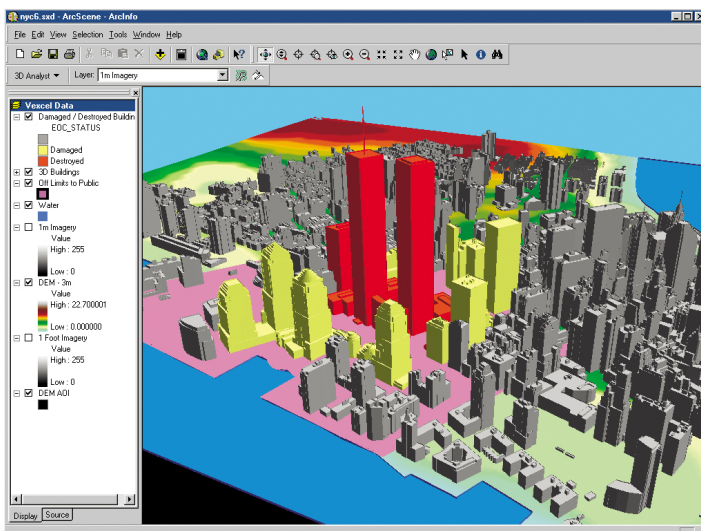 nyc6.sxd - ArcScene - ArcInfo
File Edit View Selection Tools Window Help
3D Analyst Layer: 1m Imagery
Vexcel Data
Damaged / Destroyed Buildin
EOC_STATUS
Damaged
Destroyed
3D Buildings
Off Limits to Public
Water
1m Imagery
Value
High : 255
Low : 0
DEM - 3m
Value
High : 22.700001
Low : 0.000000
1 Foot Imagery
Value
High : 255
Low : 0
DEM AOI
Display Source